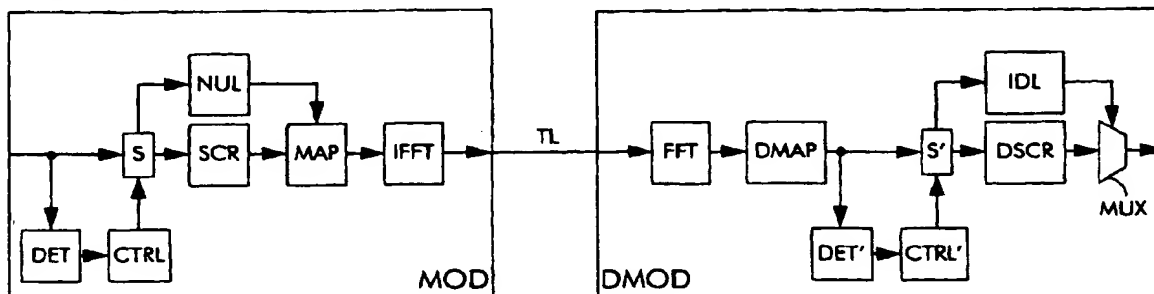 NUL
IDL
S
SCR
MAP
IFFT
TL
FFT
DMAP
S'
DSCR
MUX
DET
CTRL
MOD
DMOD
DET'
CTRL'